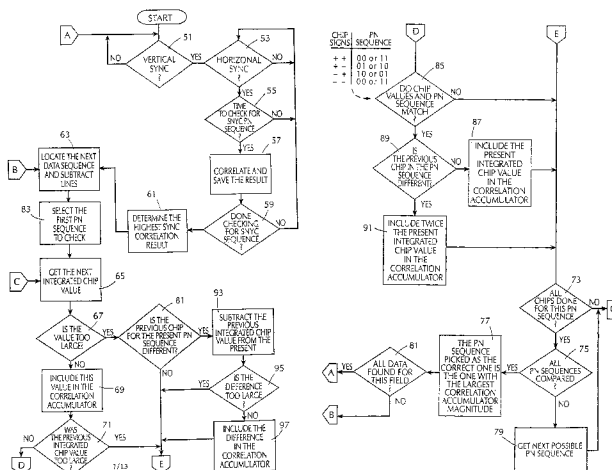 START
A
51
VERTICAL
SYNC
?
NO
YES
53
HORIZONAL
SYNC
?
NO
YES
55
TIME
TO CHECK FOR
SNYC PN
SEQUENCE
?
NO
YES
57
CORRELATE AND
SAVE THE RESULT
59
DONE
CHECKING
FOR SNYC
SEQUENCE
?
NO
YES
61
DETERMINE THE
HIGHEST SYNC
CORRELATION
RESULT
63
B
LOCATE THE NEXT
DATA SEQUENCE
AND SUBTRACT
LINES
83
SELECT THE
FIRST PN
SEQUENCE
TO CHECK
C
GET THE NEXT
INTEGRATED CHIP
VALUE
65
67
IS THE
VALUE TOO
LARGE
?
YES
NO
INCLUDE THIS
VALUE IN THE
CORRELATION
ACCUMULATOR
69
71
WAS
THE PREVIOUS
INTEGRATED
CHIP VALUE
TOO LARGE
?
NO
YES
D
E
81
IS THE
PREVIOUS CHIP
FOR THE PRESENT PN
SEQUENCE
DIFFERENT?
YES
NO
93
SUBTRACT THE
PREVIOUS
INTEGRATED CHIP
VALUE FROM THE
PRESENT
95
IS THE
DIFFERENCE
TOO LARGE
?
YES
NO
INCLUDE THE
DIFFERENCE
IN THE
CORRELATION
97
CHIP SIGNS PN SEQUENCE
+ + 00 or 11
+ - 01 or 10
- + 10 or 01
- - 00 or 11
D
E
85
DO CHIP
VALUES AND PN
SEQUENCE
MATCH
?
NO
YES
89
IS
THE PREVIOUS
CHIP IN THE PN
SEQUENCE
DIFFERENT?
NO
YES
87
INCLUDE THE
PRESENT
INTEGRATED
CHIP VALUE
IN THE
CORRELATION
ACCUMULATOR
91
INCLUDE TWICE
THE PRESENT
INTEGRATED
CHIP VALUE
IN THE
CORRELATION
ACCUMULATOR
73
ALL
CHIPS DONE
FOR THIS PN
SEQUENCE
?
NO
YES
75
ALL
PN SEQUENCES
COMPARED
?
YES
NO
77
THE PN
SEQUENCE
PICKED AS THE
CORRECT ONE IS
THE ONE WITH
THE LARGEST
CORRELATION
ACCUMULATOR
MAGNITUDE
81
ALL DATA
FOUND FOR
THIS FIELD
?
YES
NO
A
B
79
GET NEXT POSSIBLE
PN SEQUENCE